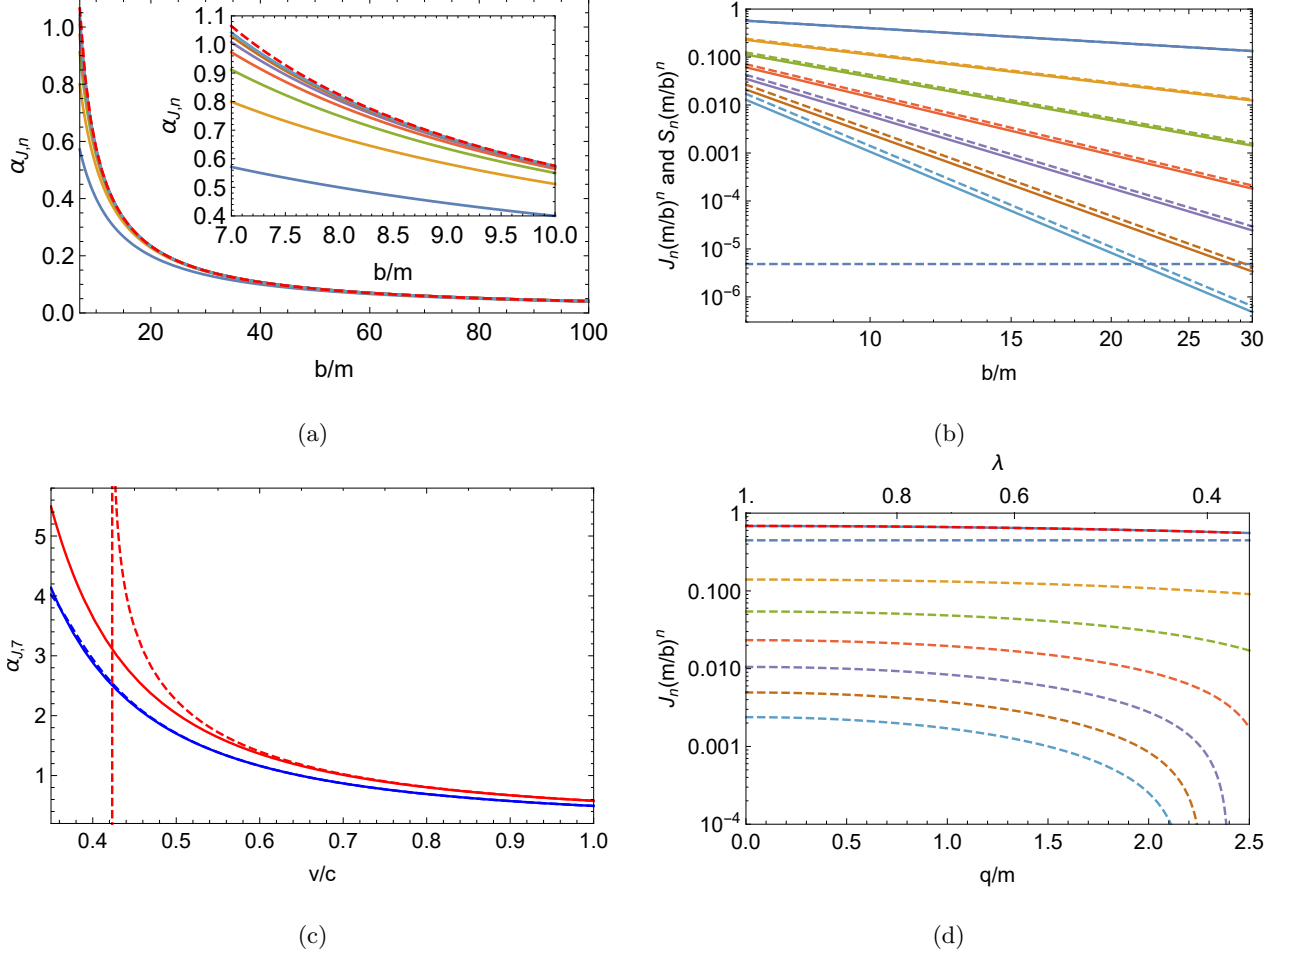 1.0
0.8
0.6
0.4
0.2
0.0
α_{J,n}
20 40 60 80 100
b/m
1.1
1.0
0.9
0.8
0.7
0.6
0.5
0.4
α_{J,n}
7.0 7.5 8.0 8.5 9.0 9.5 10.0
b/m
(a)
1
0.100
0.010
0.001
10^{-4}
10^{-5}
10^{-6}
J_n(m/b)^n and S_n(m/b)^n
10 15 20 25 30
b/m
(b)
5
4
3
2
1
α_{J,7}
0.4 0.5 0.6 0.7 0.8 0.9 1.0
v/c
(c)
λ
1. 0.8 0.6 0.4
1
0.100
0.010
0.001
10^{-4}
J_n(m/b)^n
0.0 0.5 1.0 1.5 2.0 2.5
q/m
(d)